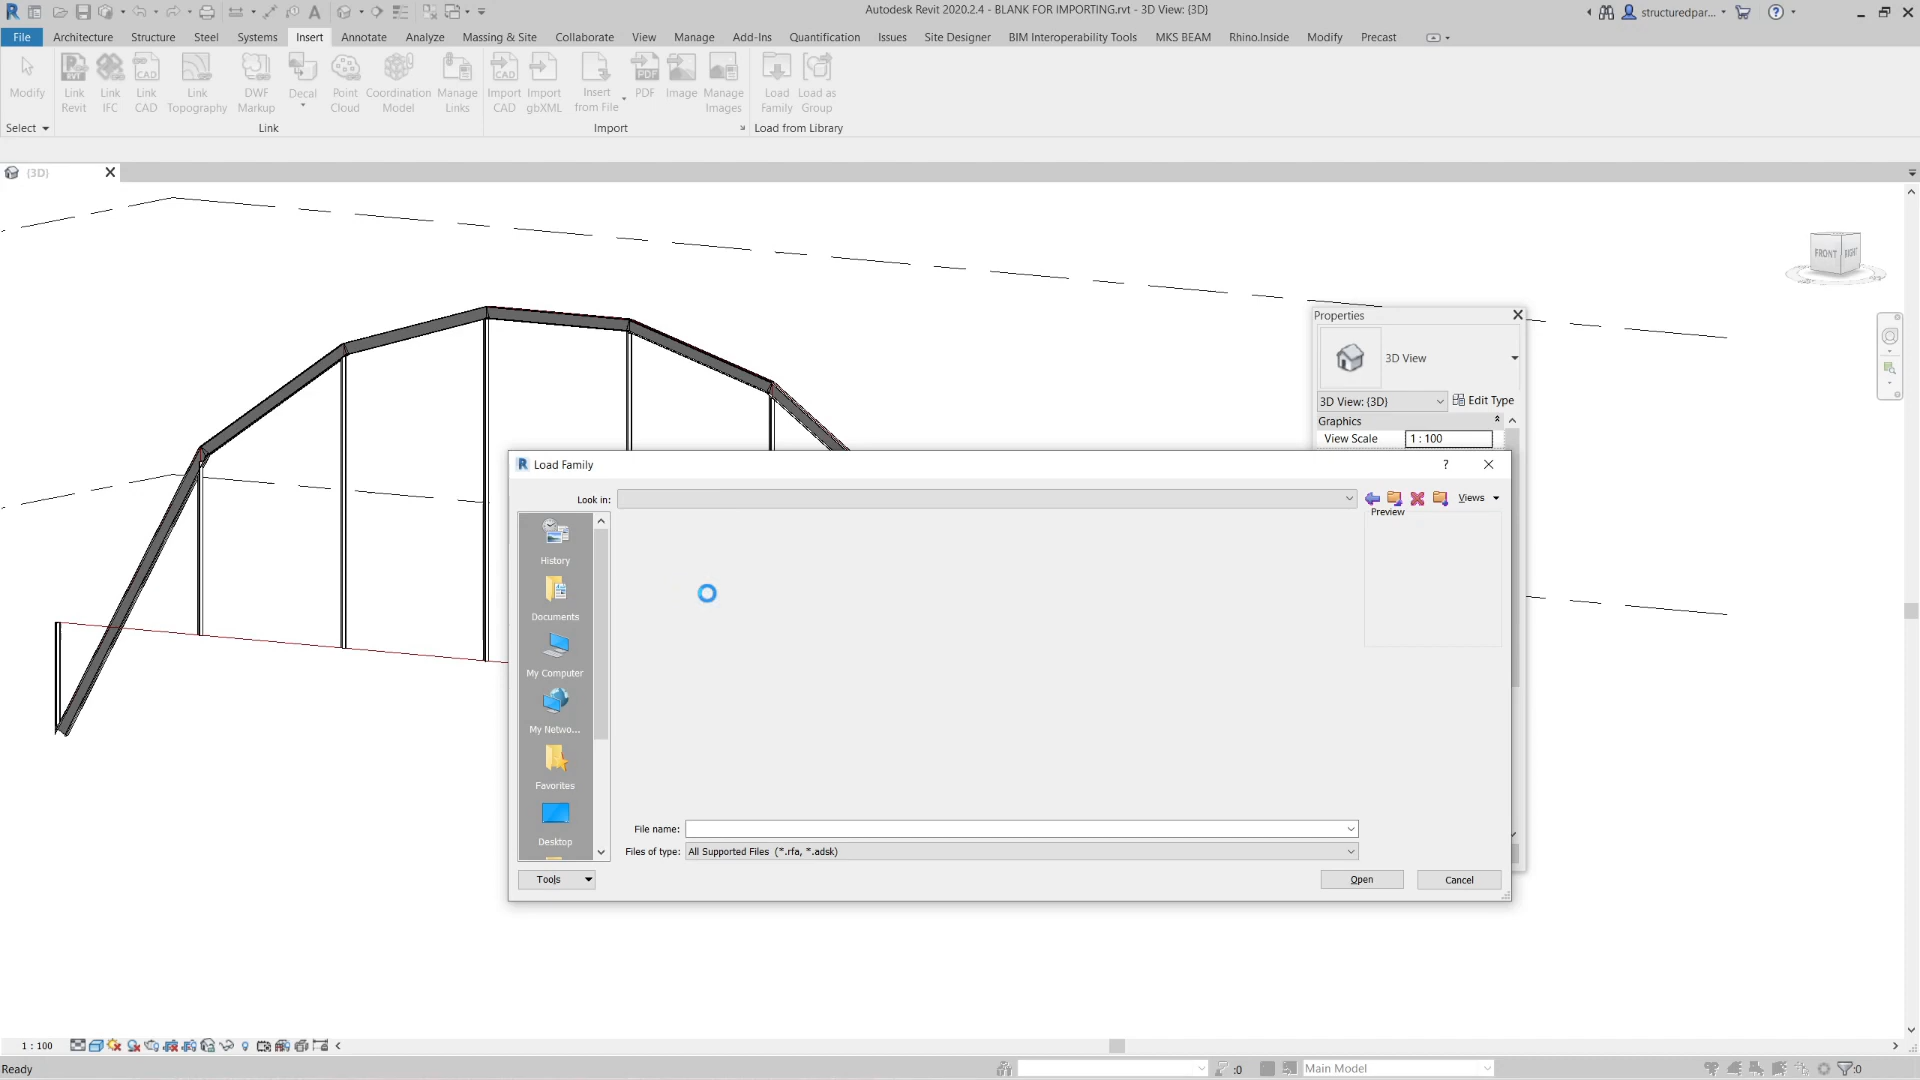 Autodesk Revit 2020.2.4 - BLANK FOR IMPORTING.rvt - 3D View: {3D}
structuredpar...
File Architecture Structure Steel Systems Insert Annotate Analyze Massing & Site Collaborate View Manage Add-Ins Quantification Issues Site Designer BIM Interoperability Tools MKS BEAM Rhino.Inside Modify Precast
Modify
Link Revit
Link IFC
Link CAD
Link Topography
DWF Markup
Decal
Point Cloud
Coordination Model
Manage Links
Import CAD
Import gbXML
Insert from File
PDF
Image
Manage Images
Load Family
Load as Group
Select
Link
Import
Load from Library
{3D}
FRONT
RIGHT
Properties
3D View
3D View: {3D}
Edit Type
Graphics
View Scale
1 : 100
Load Family
Look in:
Views
Preview
History
Documents
My Computer
My Netwo...
Favorites
Desktop
File name:
Files of type:
All Supported Files (*.rfa, *.adsk)
Tools
Open
Cancel
1 : 100
Ready
:0
Main Model
:0